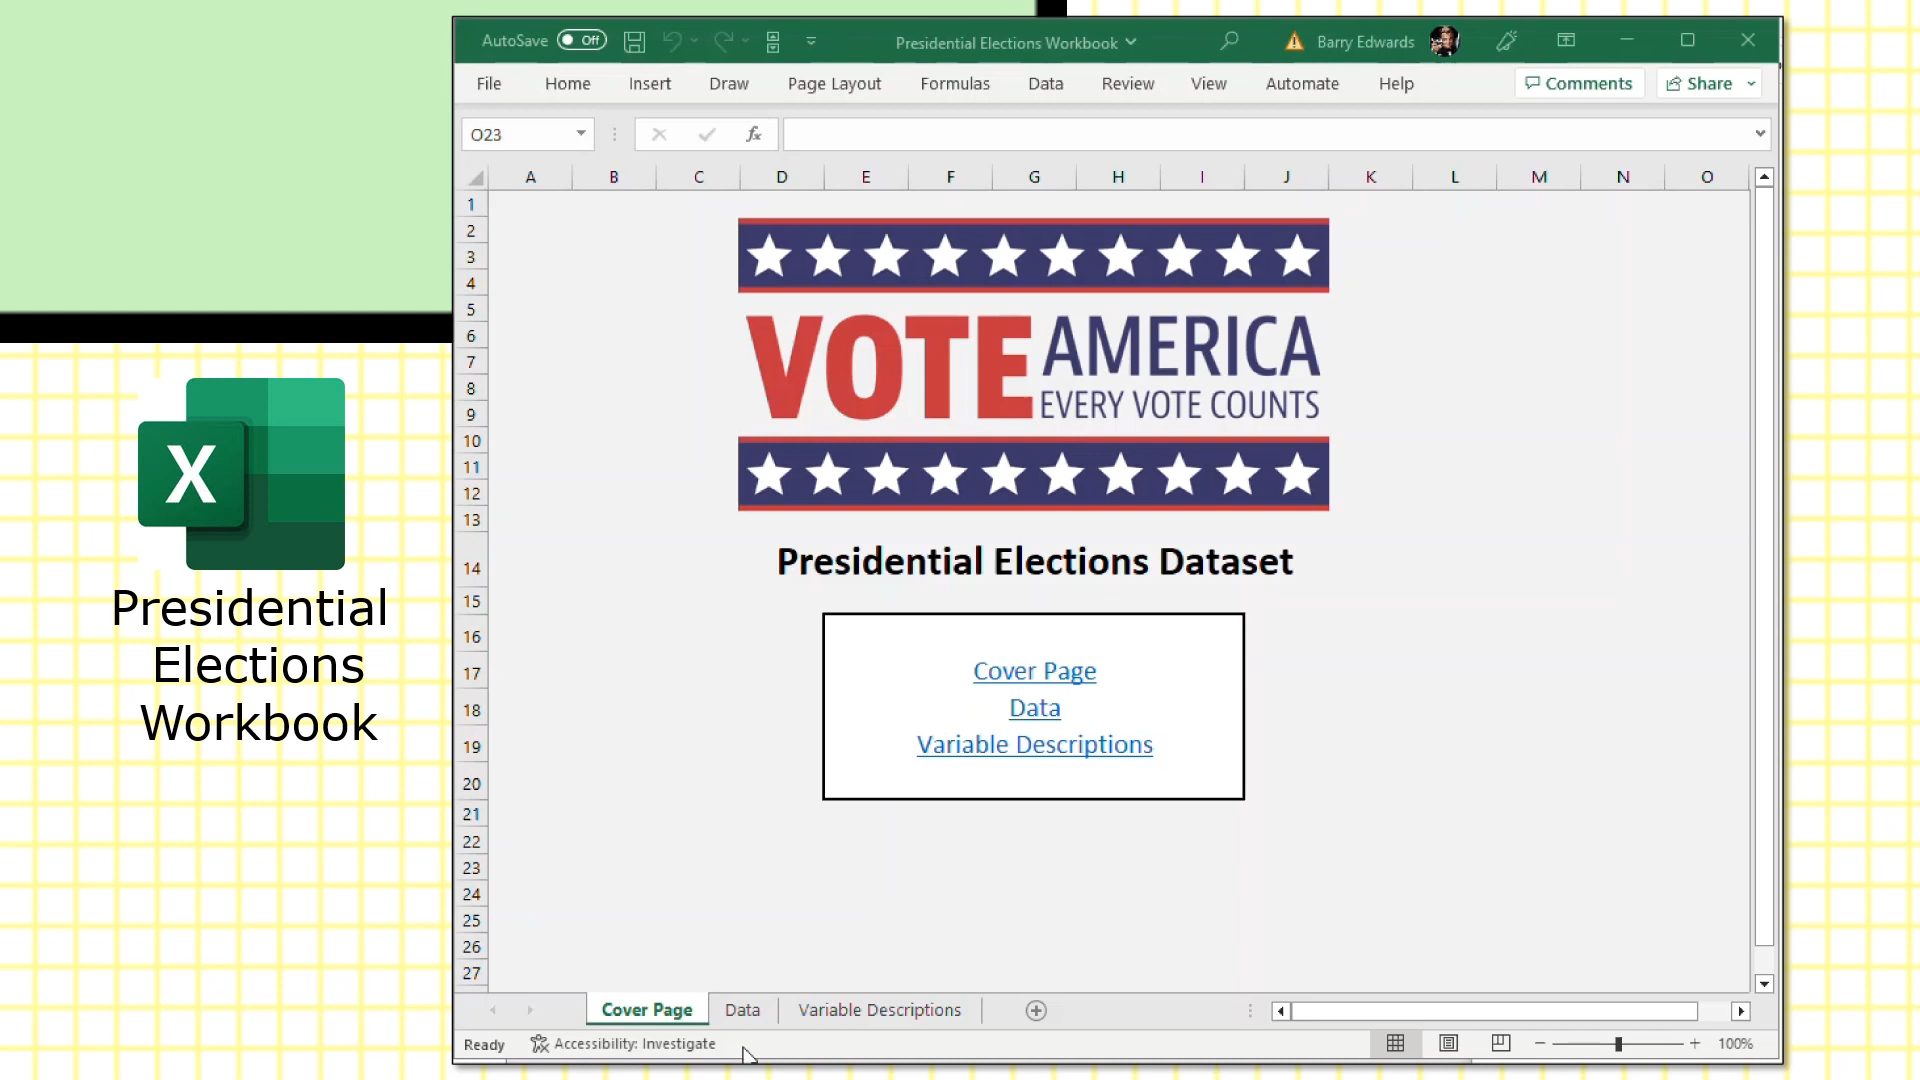 AutoSave Off
Presidential Elections Workbook
Barry Edwards
File Home Insert Draw Page Layout Formulas Data Review View Automate Help Comments Share
O23 fx
A B C D E F G H I J K L M N O
1
2
3
4
5
6
7
8
9
10
11
12
13
14
15
16
17
18
19
20
21
22
23
24
25
26
27
VOTE AMERICA
EVERY VOTE COUNTS
Presidential Elections Dataset
Cover Page
Data
Variable Descriptions
X
Presidential
Elections
Workbook
Cover Page Data Variable Descriptions
Ready Accessibility: Investigate 100%